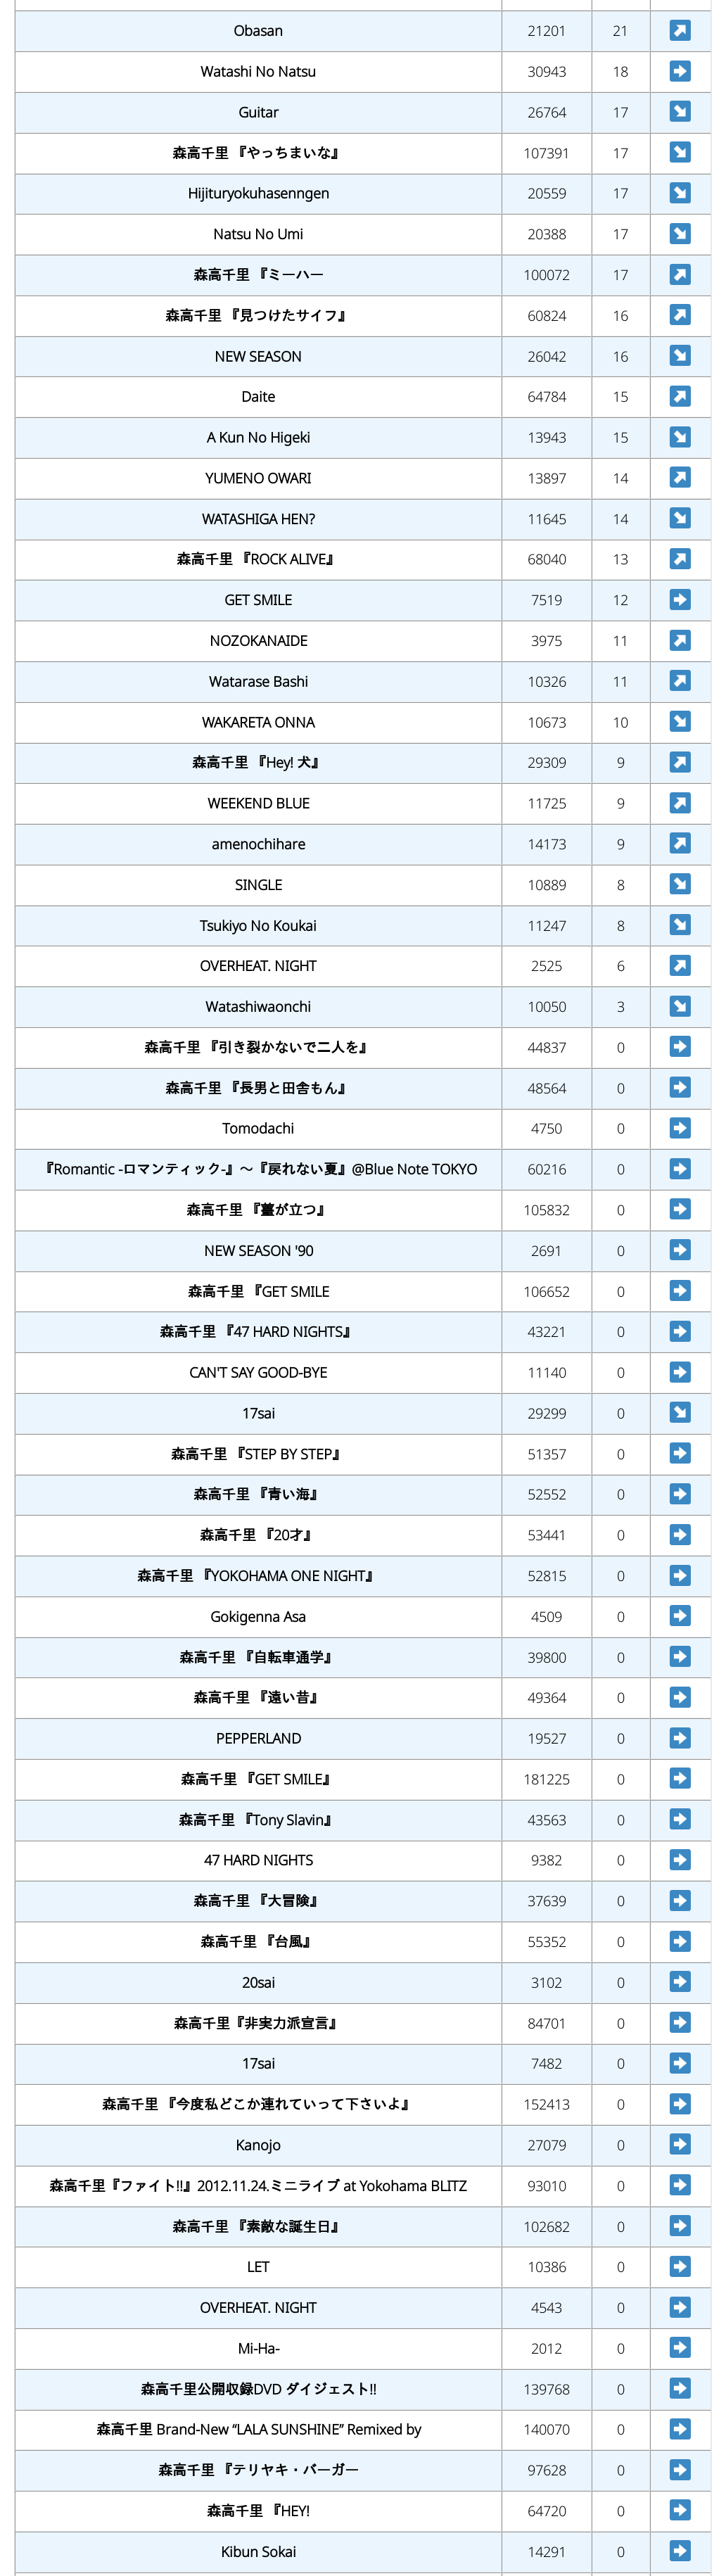 Obasan 21201 21
Watashi No Natsu 30943 18
Guitar 26764 17
森高千里 『やっちまいな』 107391 17
Hijituryokuhasenngen 20559 17
Natsu No Umi 20388 17
森高千里 『ミーハー 100072 17
森高千里 『見つけたサイフ』 60824 16
NEW SEASON 26042 16
Daite 64784 15
A Kun No Higeki 13943 15
YUMENO OWARI 13897 14
WATASHIGA HEN? 11645 14
森高千里 『ROCK ALIVE』 68040 13
GET SMILE 7519 12
NOZOKANAIDE 3975 11
Watarase Bashi 10326 11
WAKARETA ONNA 10673 10
森高千里 『Hey! 犬』 29309 9
WEEKEND BLUE 11725 9
amenochihare 14173 9
SINGLE 10889 8
Tsukiyo No Koukai 11247 8
OVERHEAT. NIGHT 2525 6
Watashiwaonchi 10050 3
森高千里 『引き裂かないで二人を』 44837 0
森高千里 『長男と田舎もん』 48564 0
Tomodachi 4750 0
『Romantic -ロマンティック-』～『戻れない夏』@Blue Note TOKYO 60216 0
森高千里 『薹が立つ』 105832 0
NEW SEASON '90 2691 0
森高千里 『GET SMILE 106652 0
森高千里 『47 HARD NIGHTS』 43221 0
CAN'T SAY GOOD-BYE 11140 0
17sai 29299 0
森高千里 『STEP BY STEP』 51357 0
森高千里 『青い海』 52552 0
森高千里 『20才』 53441 0
森高千里 『YOKOHAMA ONE NIGHT』 52815 0
Gokigenna Asa 4509 0
森高千里 『自転車通学』 39800 0
森高千里 『遠い昔』 49364 0
PEPPERLAND 19527 0
森高千里 『GET SMILE』 181225 0
森高千里 『Tony Slavin』 43563 0
47 HARD NIGHTS 9382 0
森高千里 『大冒険』 37639 0
森高千里 『台風』 55352 0
20sai 3102 0
森高千里『非実力派宣言』 84701 0
17sai 7482 0
森高千里 『今度私どこか連れていって下さいよ』 152413 0
Kanojo 27079 0
森高千里『ファイト!!』2012.11.24.ミニライブ at Yokohama BLITZ 93010 0
森高千里 『素敵な誕生日』 102682 0
LET 10386 0
OVERHEAT. NIGHT 4543 0
Mi-Ha- 2012 0
森高千里公開収録DVD ダイジェスト!! 139768 0
森高千里 Brand-New “LALA SUNSHINE” Remixed by 140070 0
森高千里 『テリヤキ・バーガー 97628 0
森高千里 『HEY! 64720 0
Kibun Sokai 14291 0